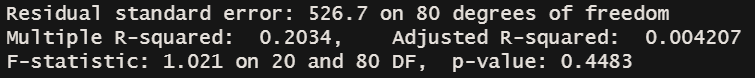 Residual standard error: 526.7 on 80 degrees of freedom
Multiple R-squared:  0.2034,    Adjusted R-squared:  0.004207
F-statistic: 1.021 on 20 and 80 DF,  p-value: 0.4483